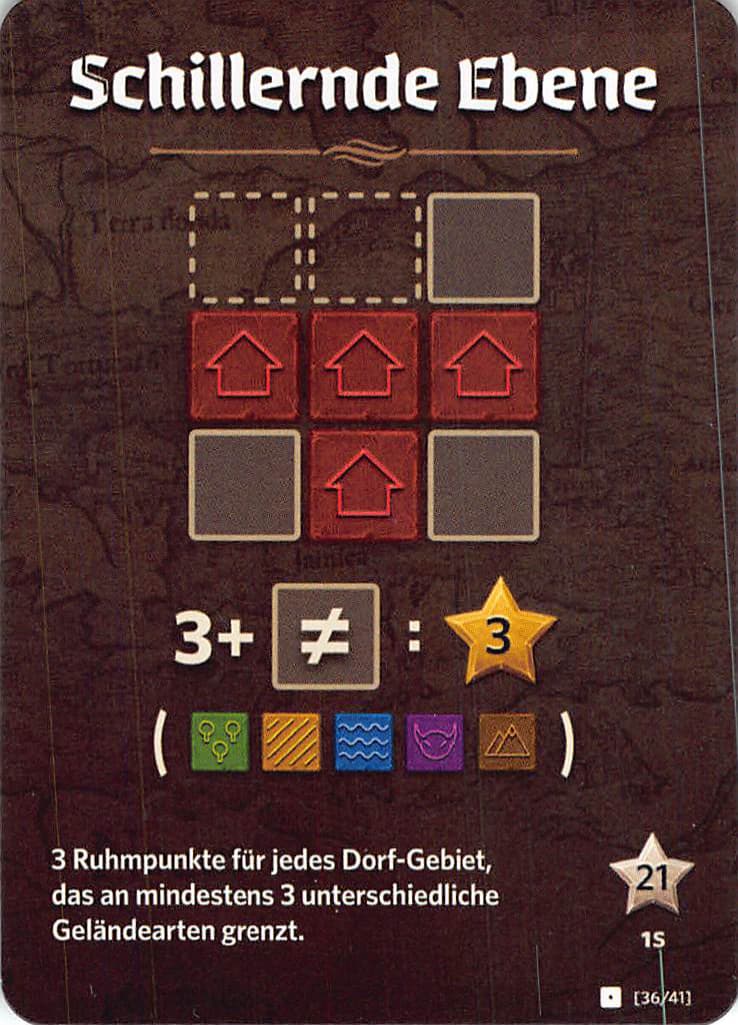 Schillernde Ebene
3+ ≠ : 3
( )
3 Ruhmpunkte für jedes Dorf-Gebiet,
das an mindestens 3 unterschiedliche
Geländearten grenzt.
21
1S
[36/41]